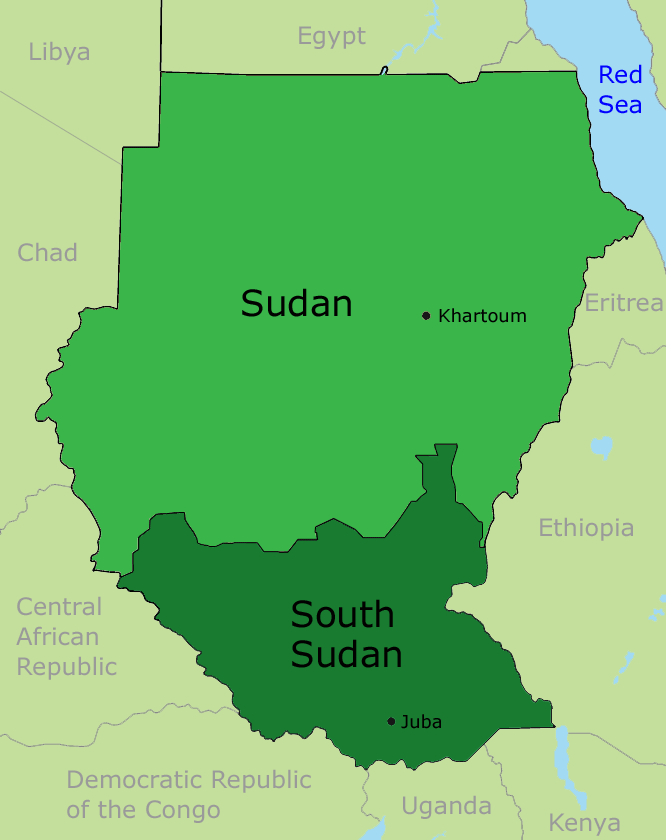 Egypt
Libya
Red
Sea
Chad
Sudan
Eritrea
Khartoum
Ethiopia
Central
African
Republic
South
Sudan
Juba
Democratic Republic
of the Congo
Uganda
Kenya